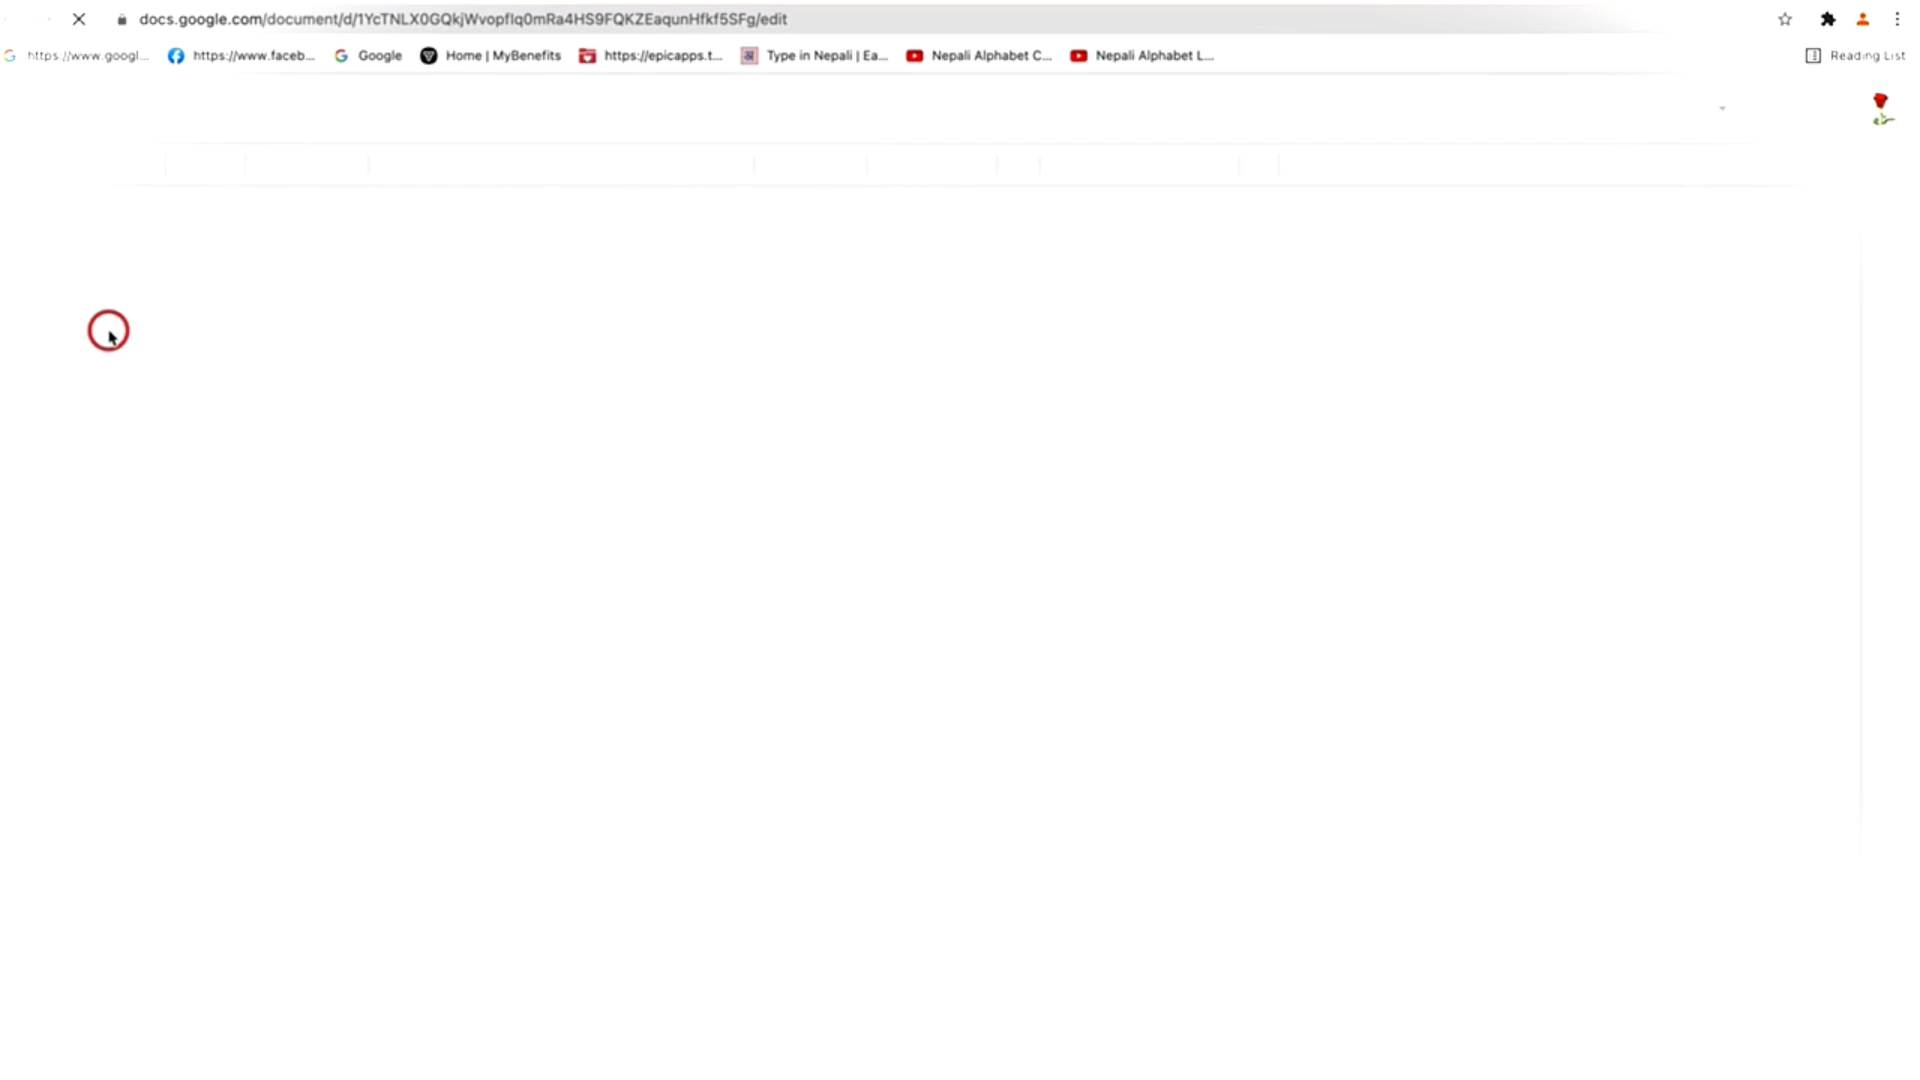 docs.google.com/document/d/1YcTNLX0GQkjWvopfIq0mRa4HS9FQKZEaqunHfkf5SFg/edit
https://www.googl... https://www.faceb... Google Home | MyBenefits https://epicapps.t... Type in Nepali | Ea... Nepali Alphabet C... Nepali Alphabet L... Reading List